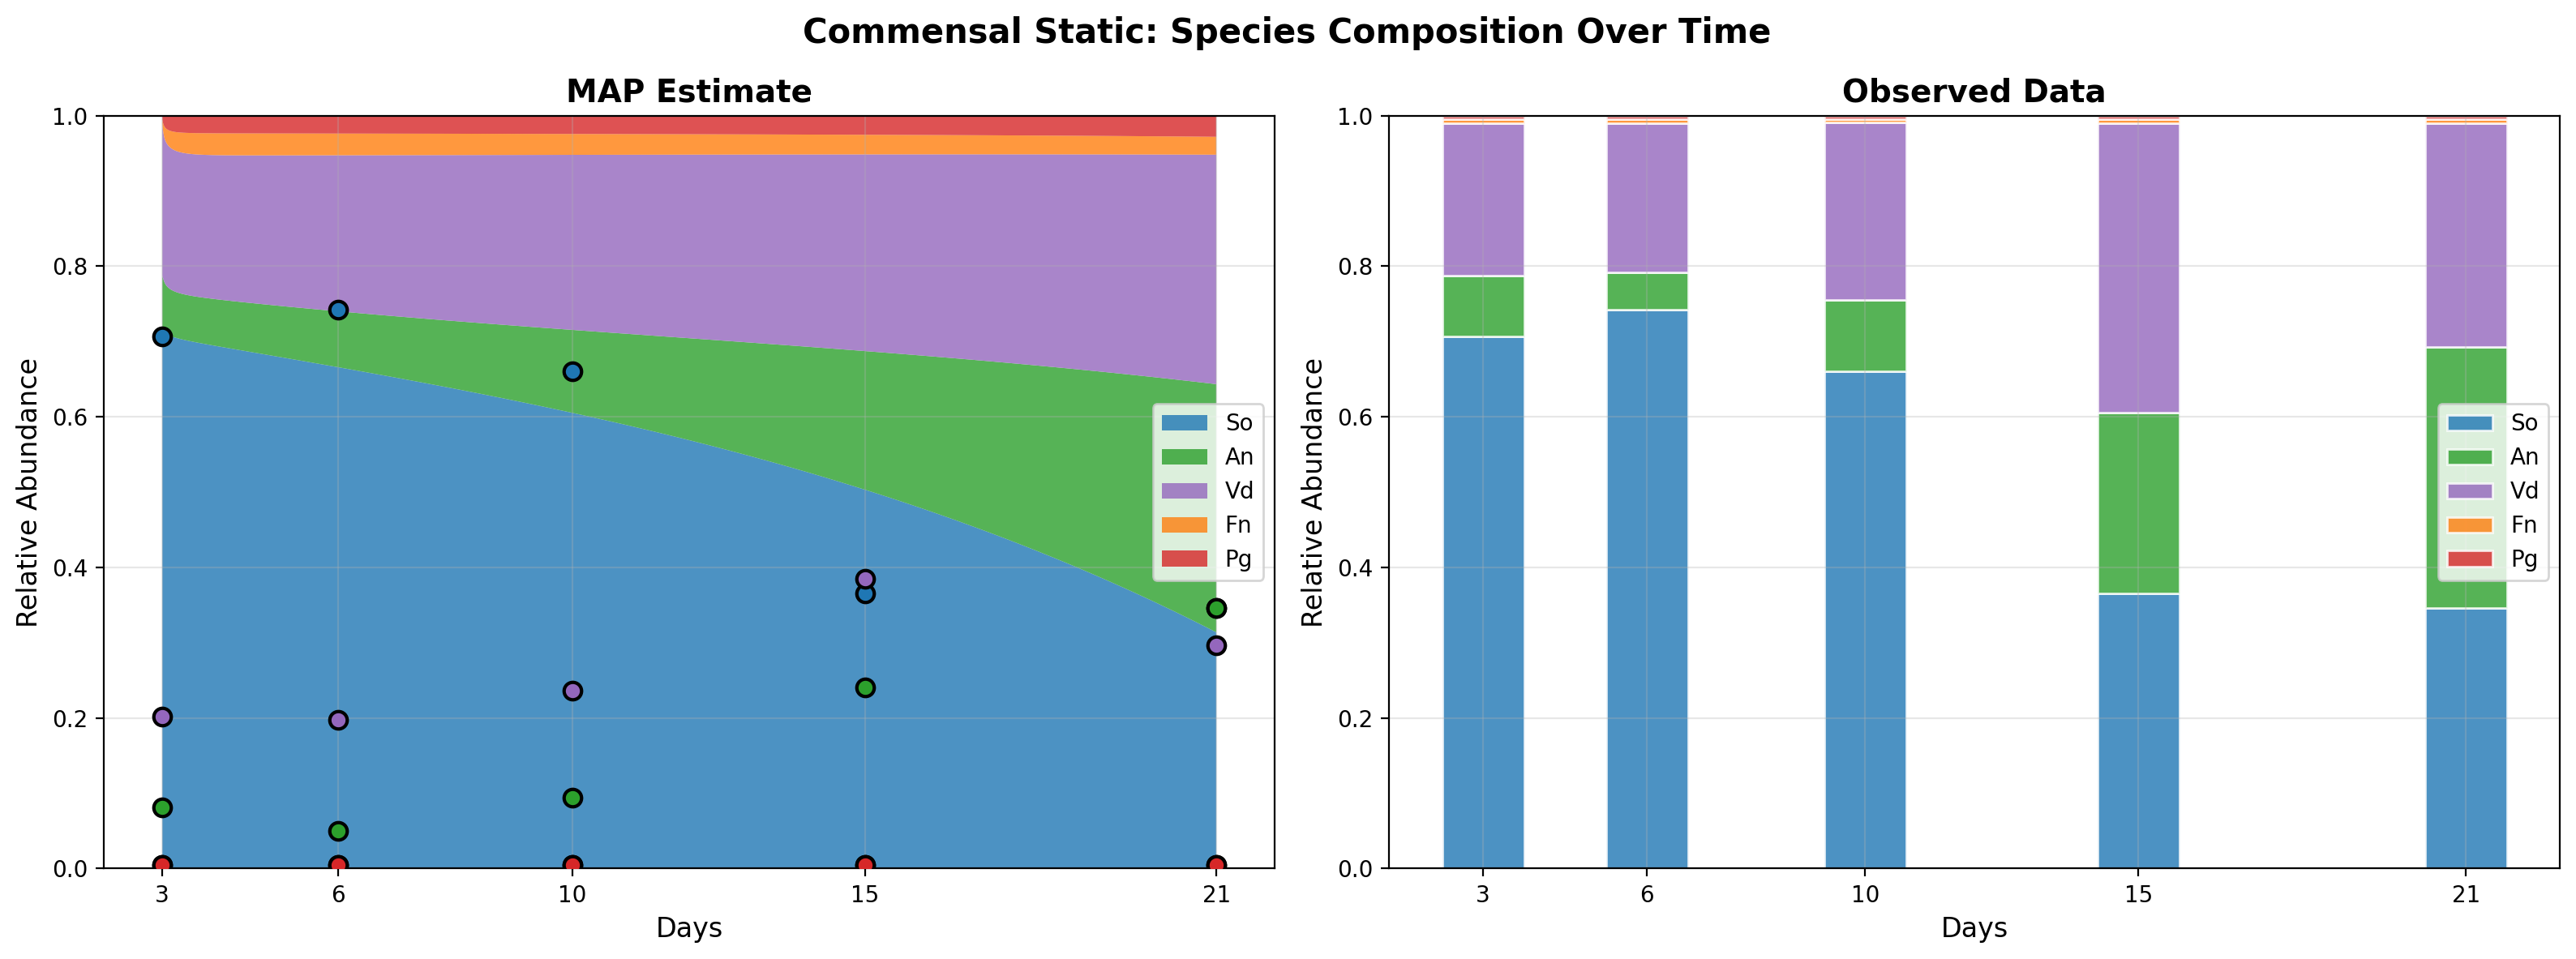 Commensal Static: Species Composition Over Time
MAP Estimate
Relative Abundance
1.0
0.8
0.6
0.4
0.2
0.0
3 6 10 15 21
Days
So
An
Vd
Fn
Pg
Observed Data
Relative Abundance
1.0
0.8
0.6
0.4
0.2
0.0
3 6 10 15 21
Days
So
An
Vd
Fn
Pg